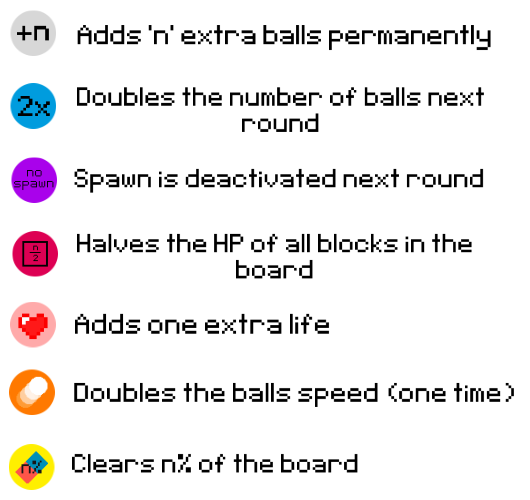 +n
Adds 'n' extra balls permanently
2x
Doubles the number of balls next
round
no
spawn
Spawn is deactivated next round
n
2
Halves the HP of all blocks in the
board
Adds one extra life
Doubles the balls speed (one time)
n%
Clears n% of the board